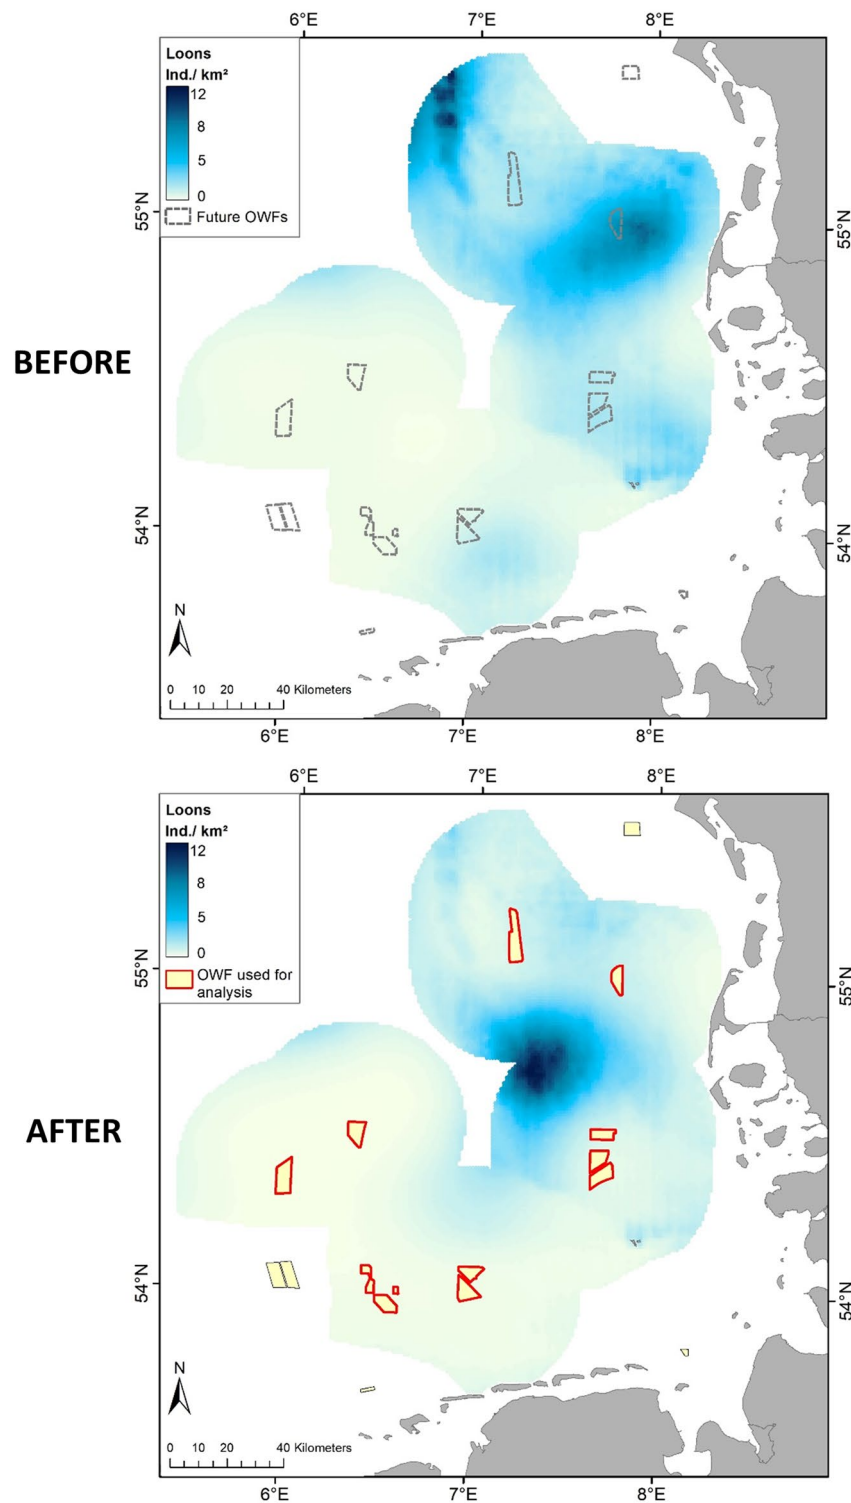 6°E 7°E 8°E
Loons
Ind./ km²
12
8
5
0
Future OWFs
55°N
55°N
BEFORE
54°N
54°N
N
0 10 20 40 Kilometers
6°E 7°E 8°E
6°E 7°E 8°E
Loons
Ind./ km²
12
8
5
0
OWF used for
analysis
55°N
55°N
AFTER
54°N
54°N
N
0 10 20 40 Kilometers
6°E 7°E 8°E